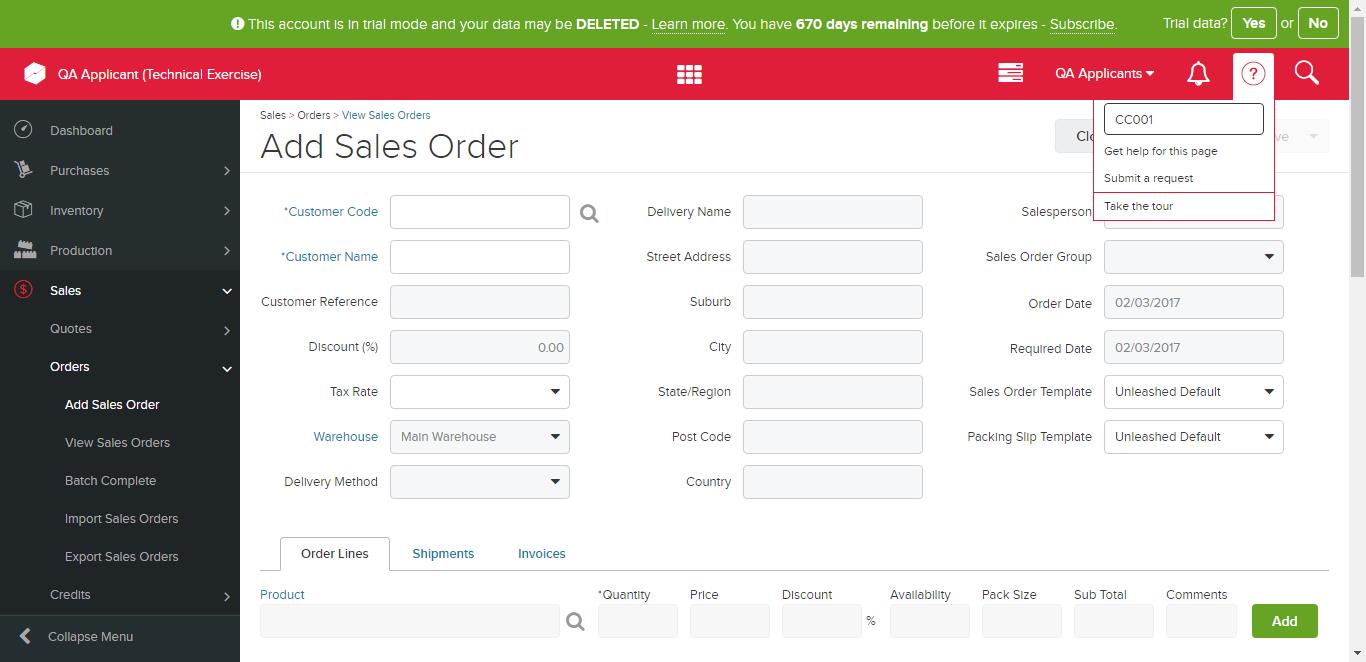 This account is in trial mode and your data may be DELETED - Learn more. You have 670 days remaining before it expires - Subscribe. Trial data? Yes or No
QA Applicant (Technical Exercise)
QA Applicants
?
CC001
Get help for this page
Submit a request
Take the tour
Dashboard
Purchases
Inventory
Production
Sales
Quotes
Orders
Add Sales Order
View Sales Orders
Batch Complete
Import Sales Orders
Export Sales Orders
Credits
Collapse Menu
Sales > Orders > View Sales Orders
Add Sales Order
*Customer Code
*Customer Name
Customer Reference
Discount (%) 0.00
Tax Rate
Warehouse Main Warehouse
Delivery Method
Delivery Name
Street Address
Suburb
City
State/Region
Post Code
Country
Salesperson
Sales Order Group
Order Date 02/03/2017
Required Date 02/03/2017
Sales Order Template Unleashed Default
Packing Slip Template Unleashed Default
Order Lines Shipments Invoices
Product *Quantity Price Discount Availability Pack Size Sub Total Comments
% Add